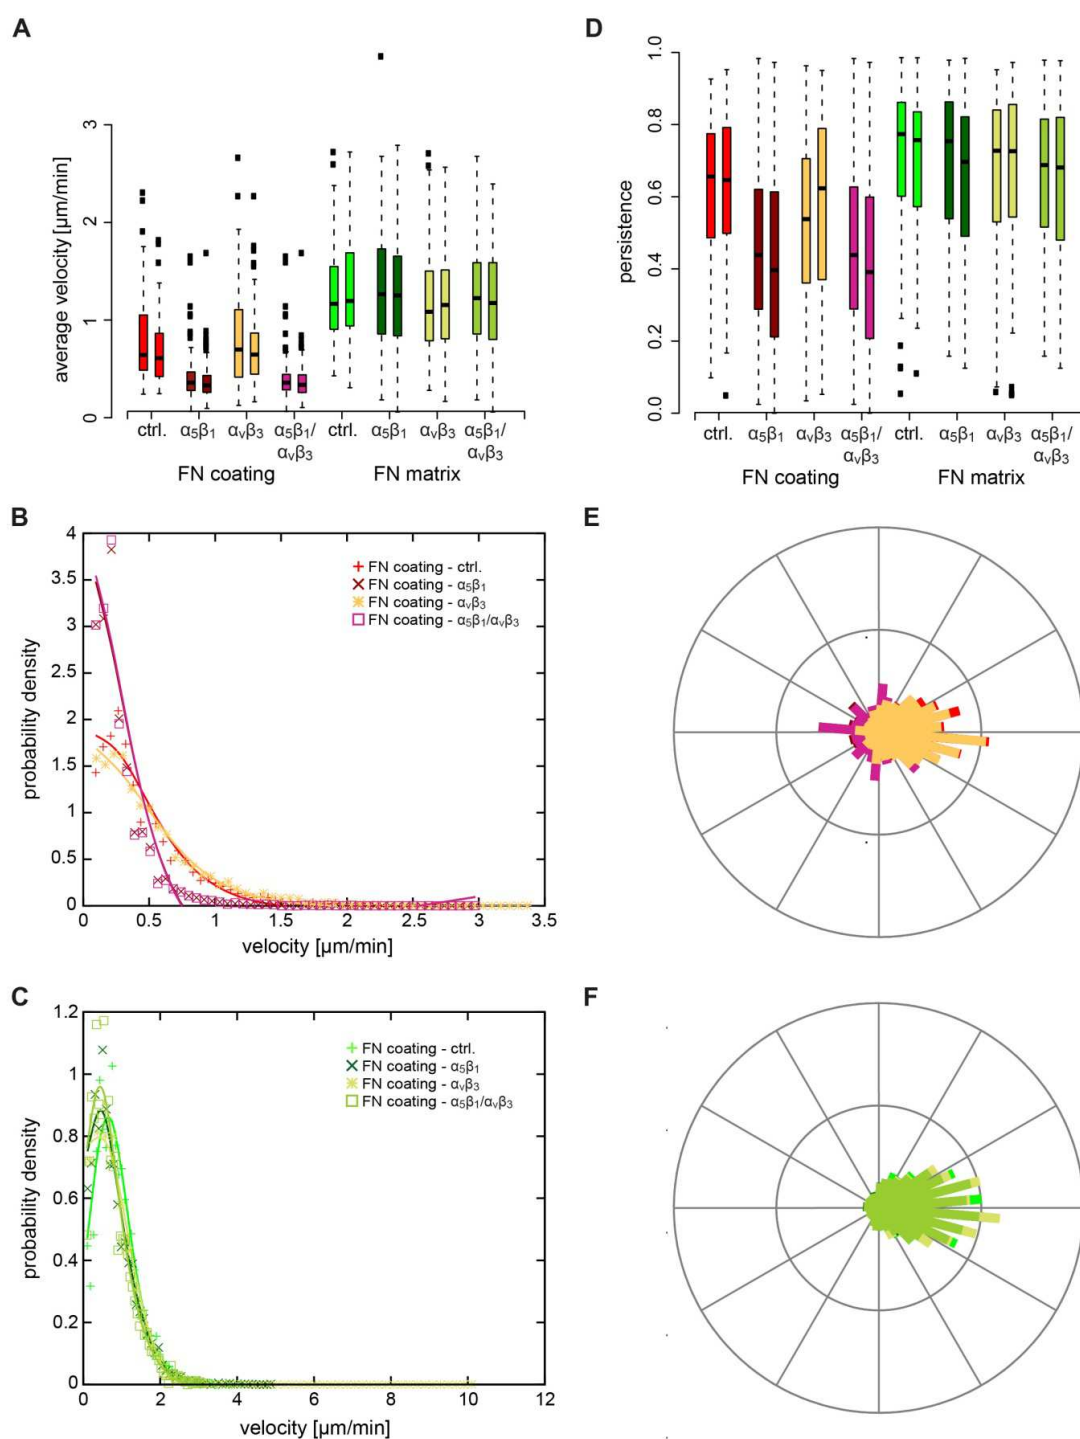 A
average velocity [µm/min]
3
2
1
0
ctrl. α₅β₁ αᵥβ₃ α₅β₁/ ctrl. α₅β₁ αᵥβ₃ α₅β₁/
αᵥβ₃ αᵥβ₃
FN coating FN matrix
D
persistence
1.0
0.8
0.6
0.4
0.2
0.0
ctrl. α₅β₁ αᵥβ₃ α₅β₁/ ctrl. α₅β₁ αᵥβ₃ α₅β₁/
αᵥβ₃ αᵥβ₃
FN coating FN matrix
B
probability density
4
3.5
3
2.5
2
1.5
1
0.5
0
FN coating - ctrl.
FN coating - α₅β₁
FN coating - αᵥβ₃
FN coating - α₅β₁/αᵥβ₃
0 0.5 1 1.5 2 2.5 3 3.5
velocity [µm/min]
E
C
probability density
1.2
1
0.8
0.6
0.4
0.2
0
FN coating - ctrl.
FN coating - α₅β₁
FN coating - αᵥβ₃
FN coating - α₅β₁/αᵥβ₃
0 2 4 6 8 10 12
velocity [µm/min]
F